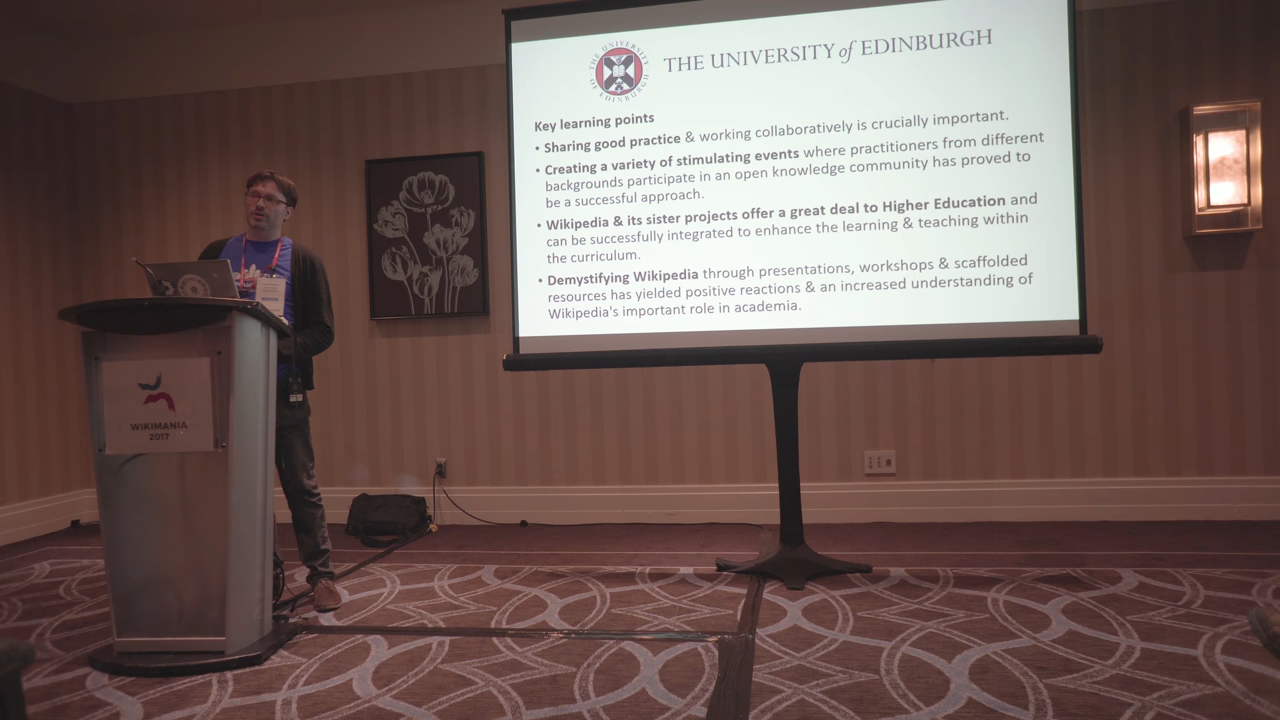 THE UNIVERSITY OF EDINBURGH
THE UNIVERSITY of EDINBURGH
Key learning points
• Sharing good practice & working collaboratively is crucially important.
• Creating a variety of stimulating events where practitioners from different
backgrounds participate in an open knowledge community has proved to
be a successful approach.
• Wikipedia & its sister projects offer a great deal to Higher Education and
can be successfully integrated to enhance the learning & teaching within
the curriculum.
• Demystifying Wikipedia through presentations, workshops & scaffolded
resources has yielded positive reactions & an increased understanding of
Wikipedia's important role in academia.
WIKIMANIA
2017